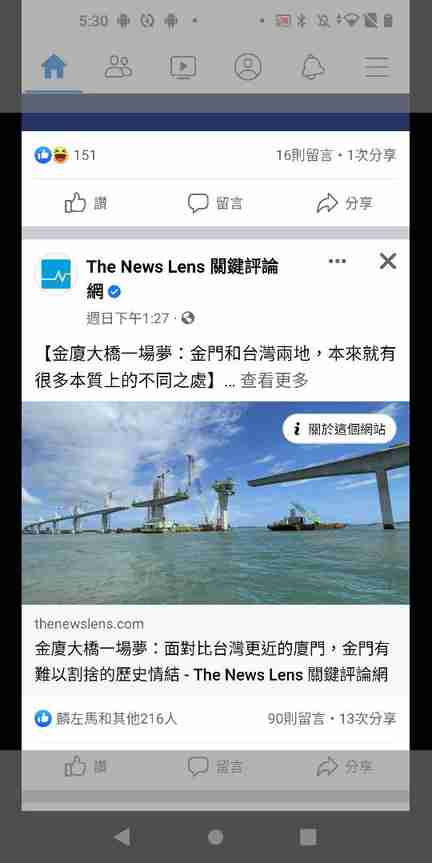 5:30
151
16則留言・1次分享
讚
留言
分享
The News Lens 關鍵評論
網
週日下午1:27
【金廈大橋一場夢：金門和台灣兩地，本來就有
很多本質上的不同之處】... 查看更多
關於這個網站
thenewslens.com
金廈大橋一場夢：面對比台灣更近的廈門，金門有
難以割捨的歷史情結 - The News Lens 關鍵評論網
麟左馬和其他216人
90則留言・13次分享
讚
留言
分享